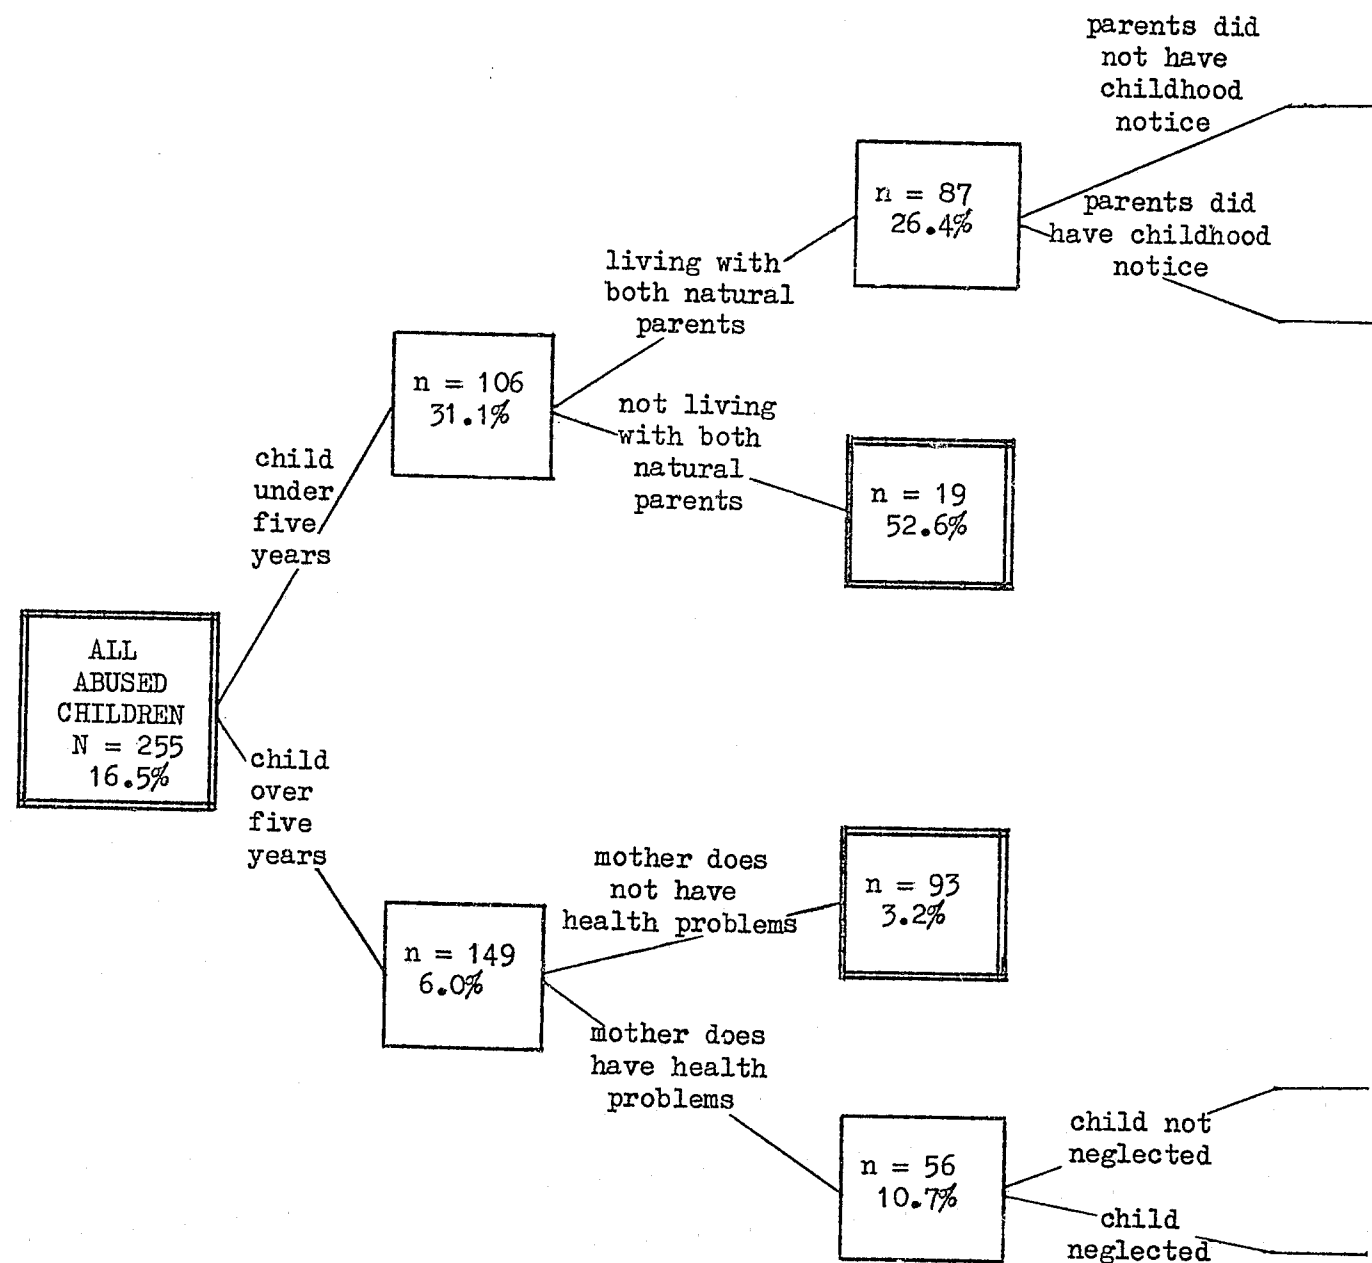 parents did
not have
childhood
notice
n = 87
26.4%
parents did
have childhood
notice
living with
both natural
parents
n = 106
31.1%
not living
with both
natural
parents
child
under
five
years
n = 19
52.6%
ALL
ABUSED
CHILDREN
N = 255
16.5%
child
over
five
years
mother does
not have
health problems
n = 93
3.2%
n = 149
6.0%
mother does
have health
problems
n = 56
10.7%
child not
neglected
child
neglected